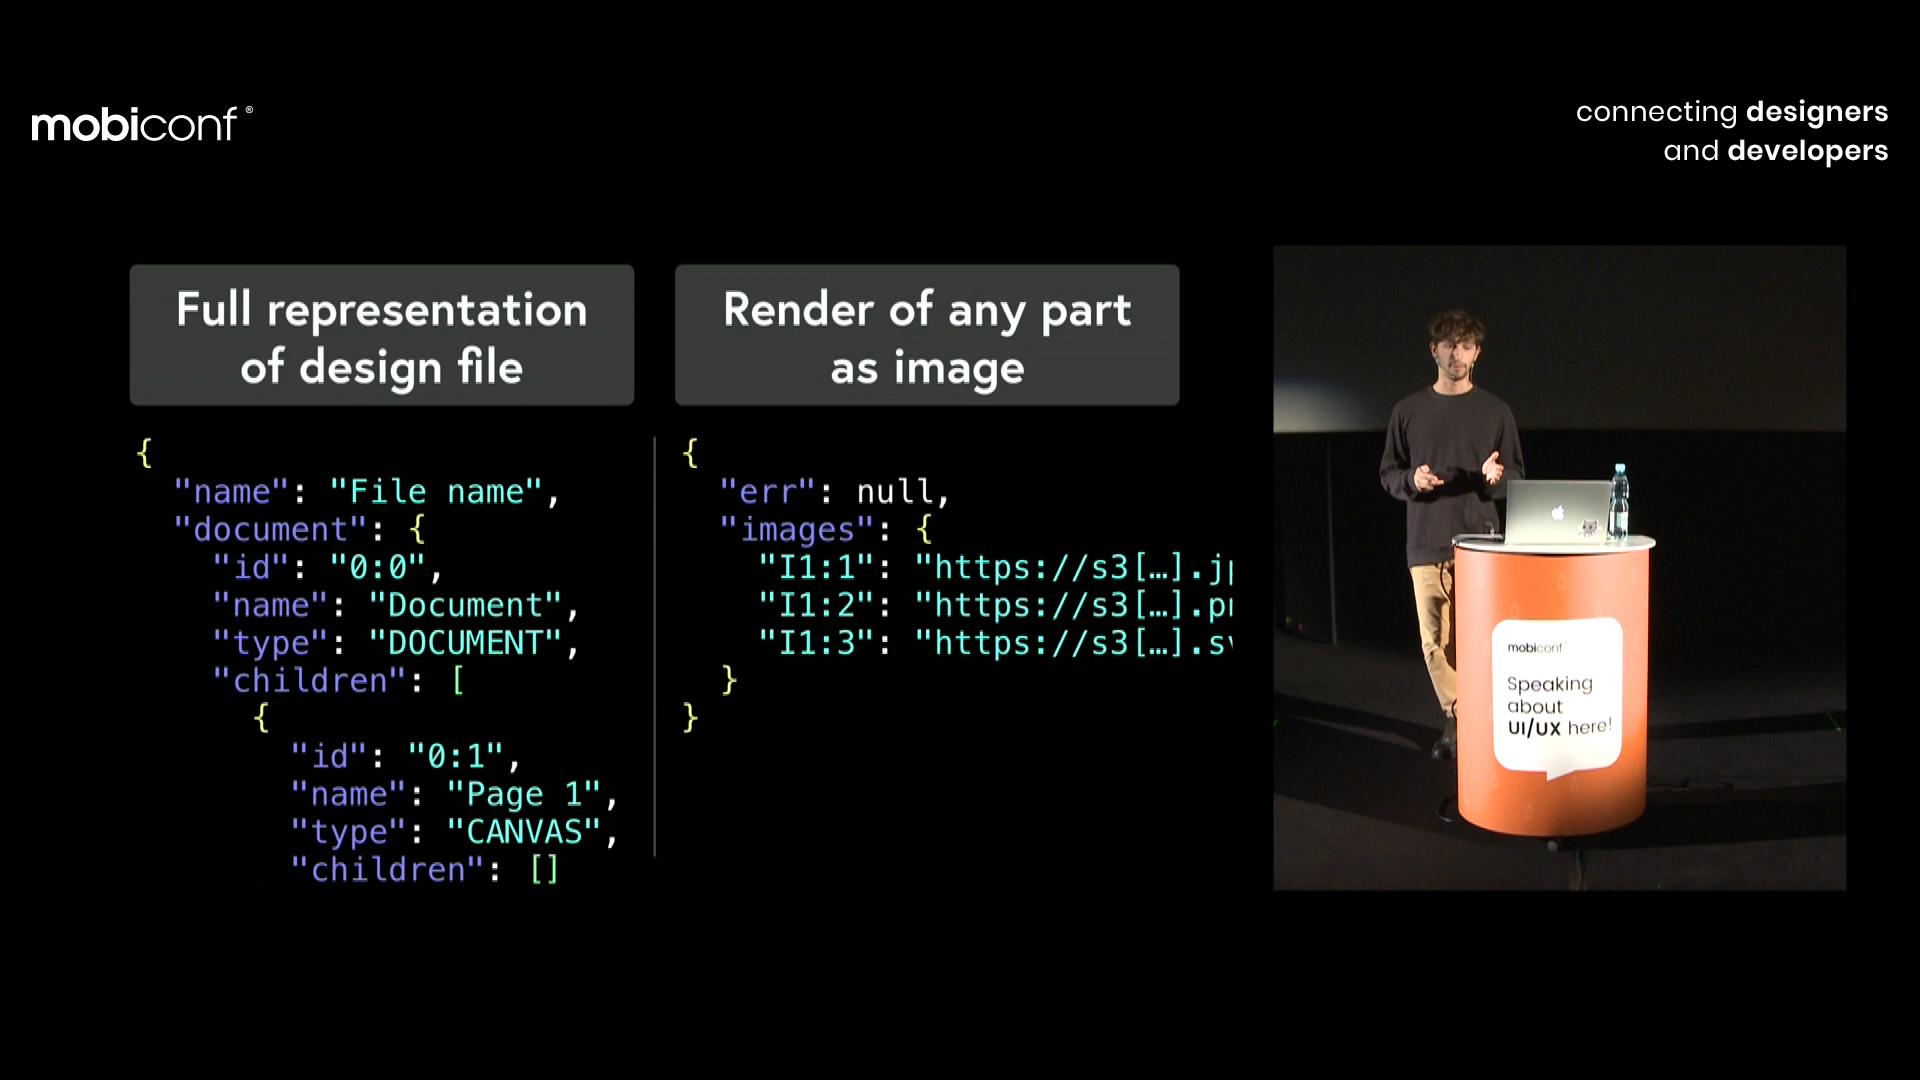 mobiconf®
connecting designers
and developers
Full representation
of design file
{
"name": "File name",
"document": {
"id": "0:0",
"name": "Document",
"type": "DOCUMENT",
"children": [
{
"id": "0:1",
"name": "Page 1",
"type": "CANVAS",
"children": []
Render of any part
as image
{
"err": null,
"images": {
"I1:1": "https://s3[…].jp
"I1:2": "https://s3[…].pn
"I1:3": "https://s3[…].sv
}
}
mobiconf
Speaking
about
UI/UX here!